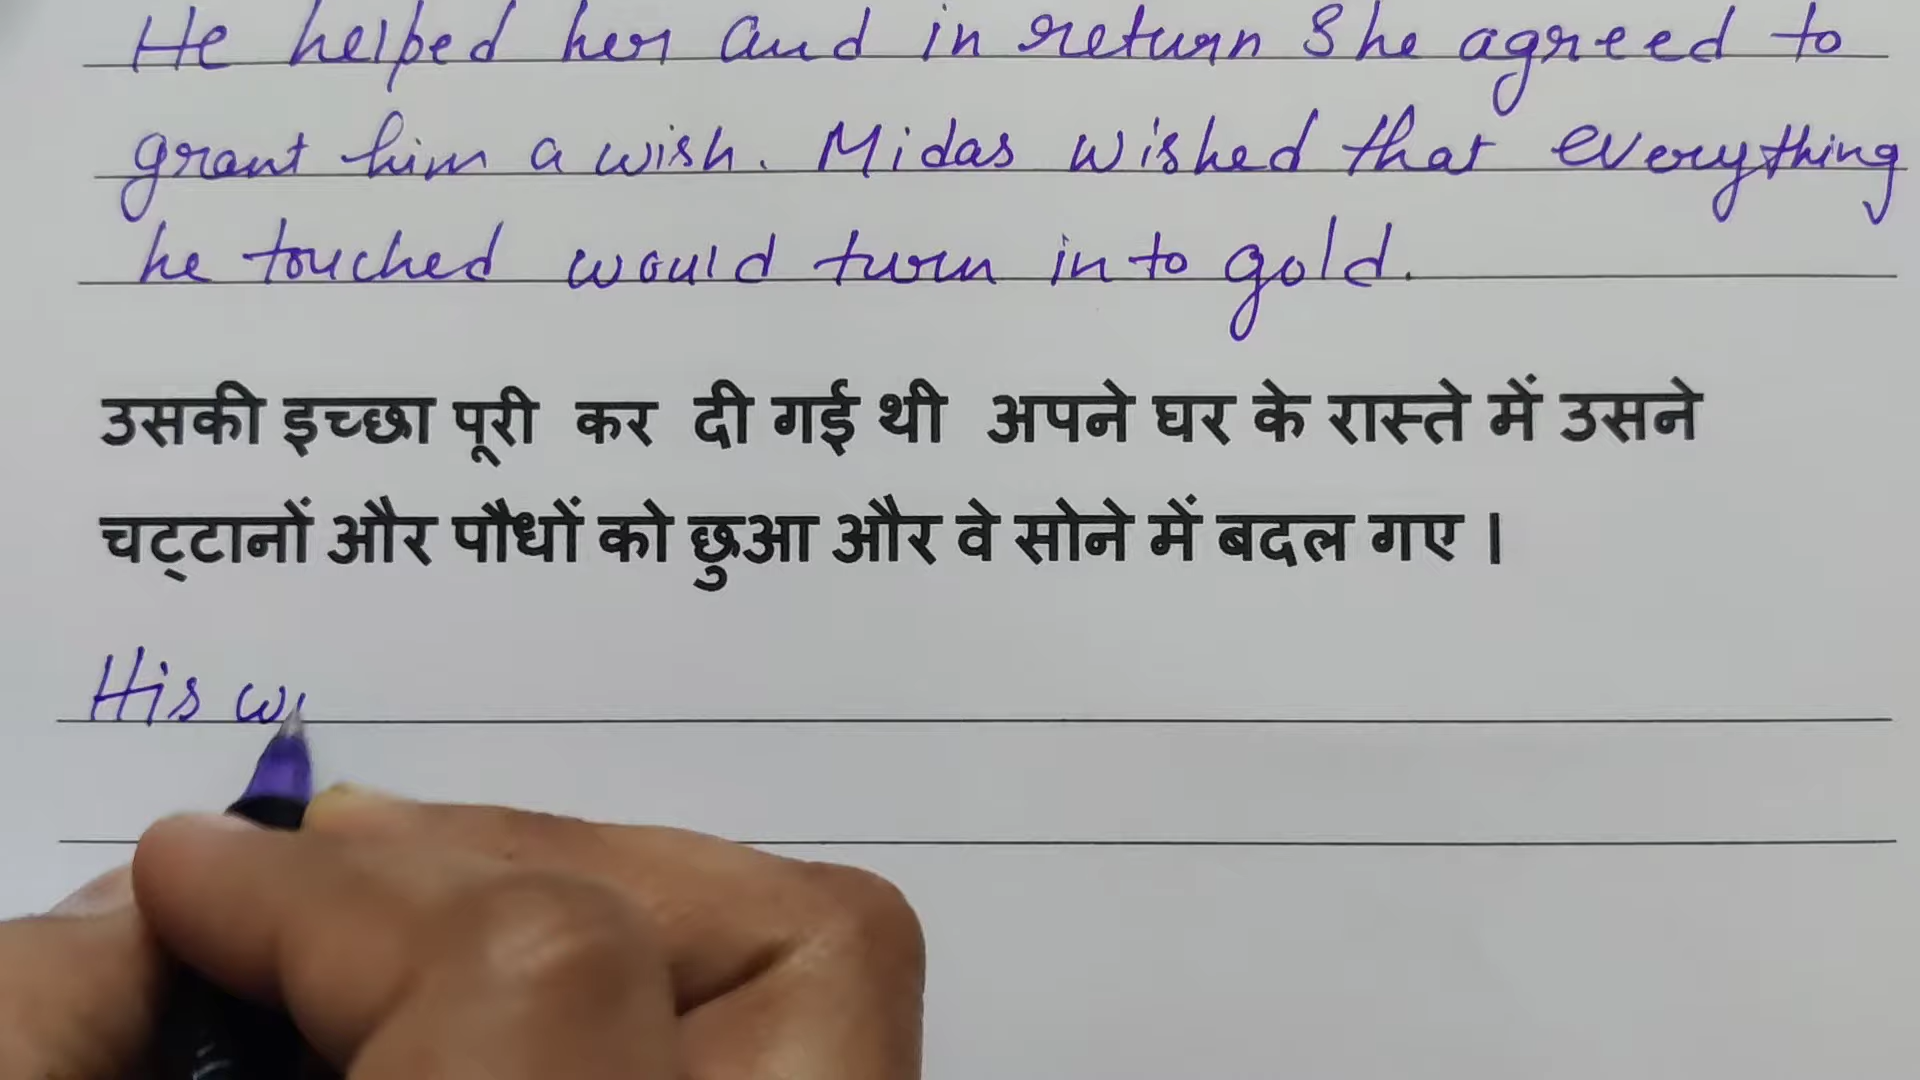 He helped her and in return She agreed to
grant him a wish. Midas wished that everything
he touched would turn into gold.
उसकी इच्छा पूरी कर दी गई थी अपने घर के रास्ते में उसने
चट्टानों और पौधों को छुआ और वे सोने में बदल गए ।
His wi